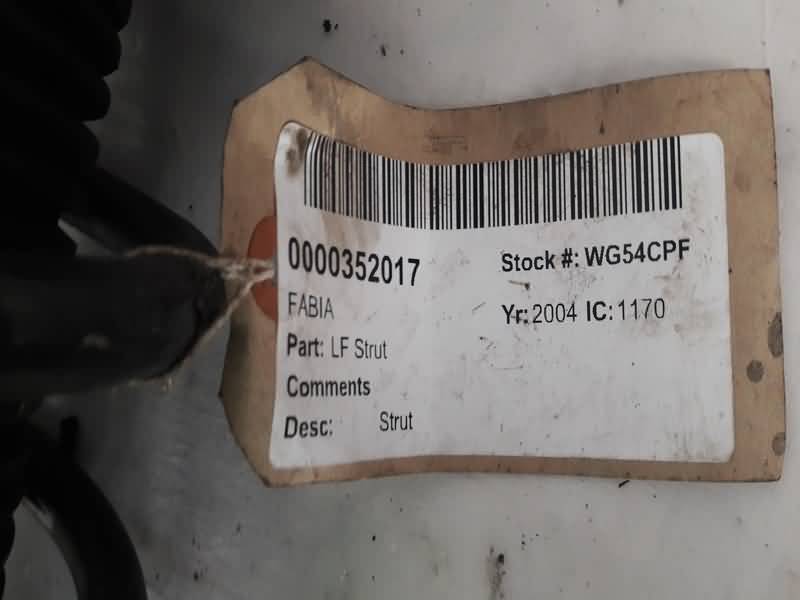 0000352017
Stock #: WG54CPF
FABIA
Yr: 2004 IC: 1170
Part: LF Strut
Comments
Desc: Strut